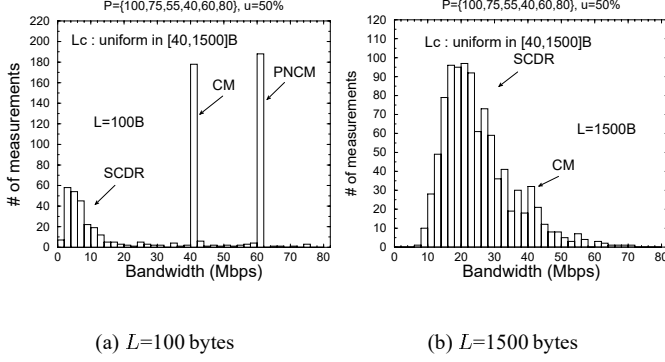 P={100,75,55,40,60,80}, u=50%
220
200
180
160
140
120
100
80
60
40
20
0
# of measurements
Lc : uniform in [40,1500]B
CM
PNCM
L=100B
SCDR
0 10 20 30 40 50 60 70 80
Bandwidth (Mbps)
(a) L=100 bytes
P={100,75,55,40,60,80}, u=50%
120
110
100
90
80
70
60
50
40
30
20
10
0
# of measurements
Lc : uniform in [40,1500]B
SCDR
L=1500B
CM
0 10 20 30 40 50 60 70 80
Bandwidth (Mbps)
(b) L=1500 bytes